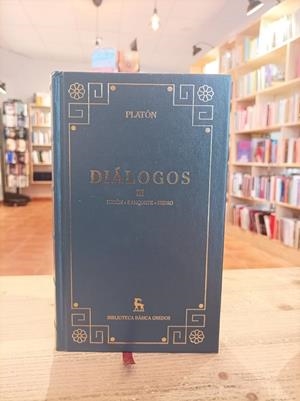 PLATÓN
DIÁLOGOS
III
FEDÓN • BANQUETE • FEDRO
BIBLIOTECA BÁSICA GREDOS